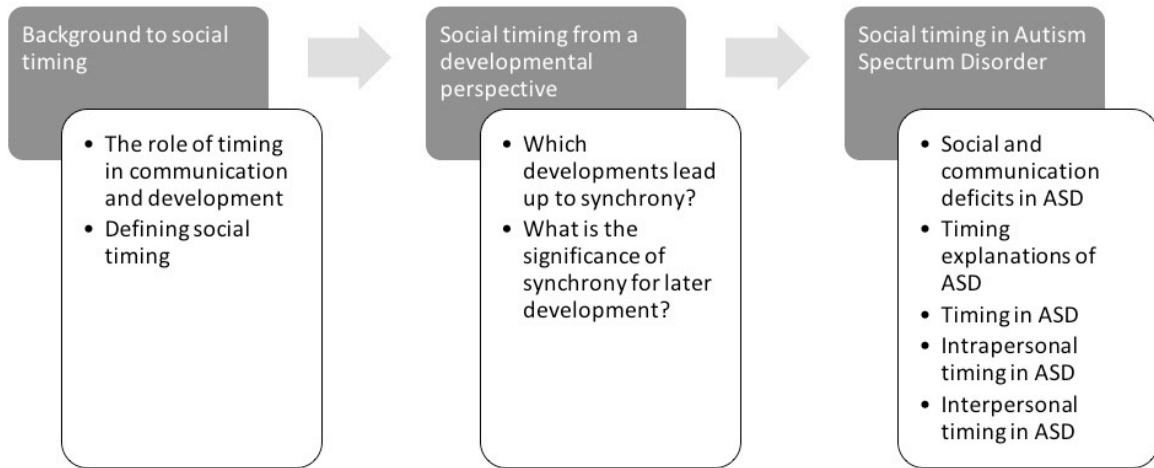 Background to social
timing
• The role of timing
in communication
and development
• Defining social
timing
Social timing from a
developmental
perspective
• Which
developments lead
up to synchrony?
• What is the
significance of
synchrony for later
development?
Social timing in Autism
Spectrum Disorder
• Social and
communication
deficits in ASD
• Timing
explanations of
ASD
• Timing in ASD
• Intrapersonal
timing in ASD
• Interpersonal
timing in ASD